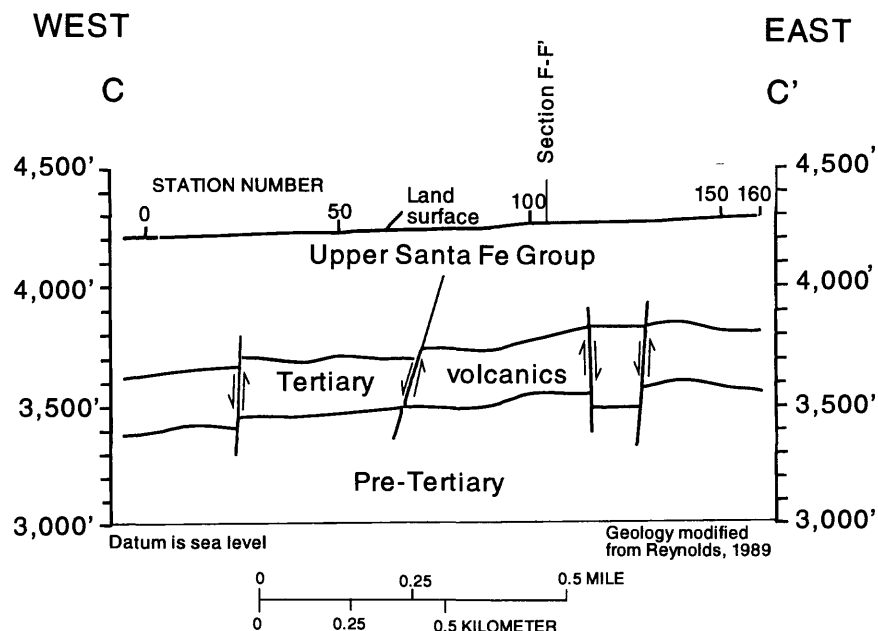 WEST
EAST
C
C'
Section F-F'
4,500'
4,500'
STATION NUMBER
0
50
Land
surface
100
150 160
Upper Santa Fe Group
4,000'
4,000'
Tertiary
volcanics
3,500'
3,500'
Pre-Tertiary
3,000'
3,000'
Datum is sea level
Geology modified
from Reynolds, 1989
0
0.25
0.5 MILE
0
0.25
0.5 KILOMETER